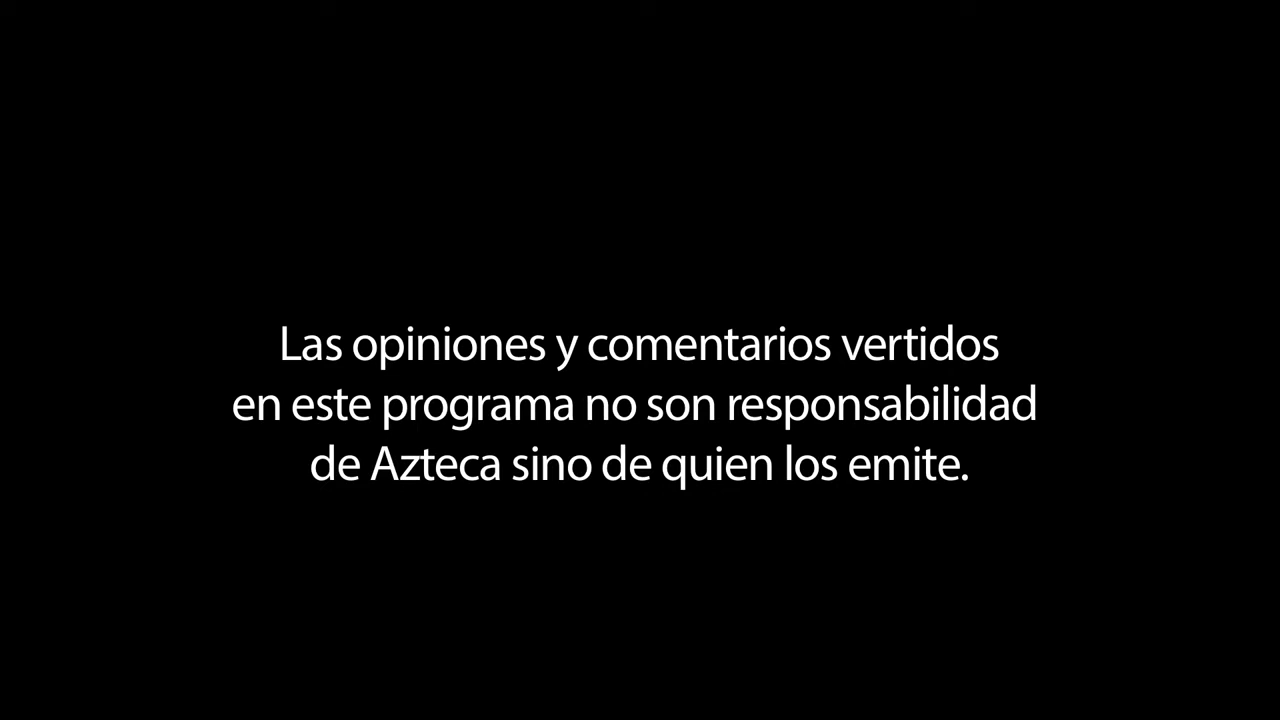 Las opiniones y comentarios vertidos
en este programa no son responsabilidad
de Azteca sino de quien los emite.